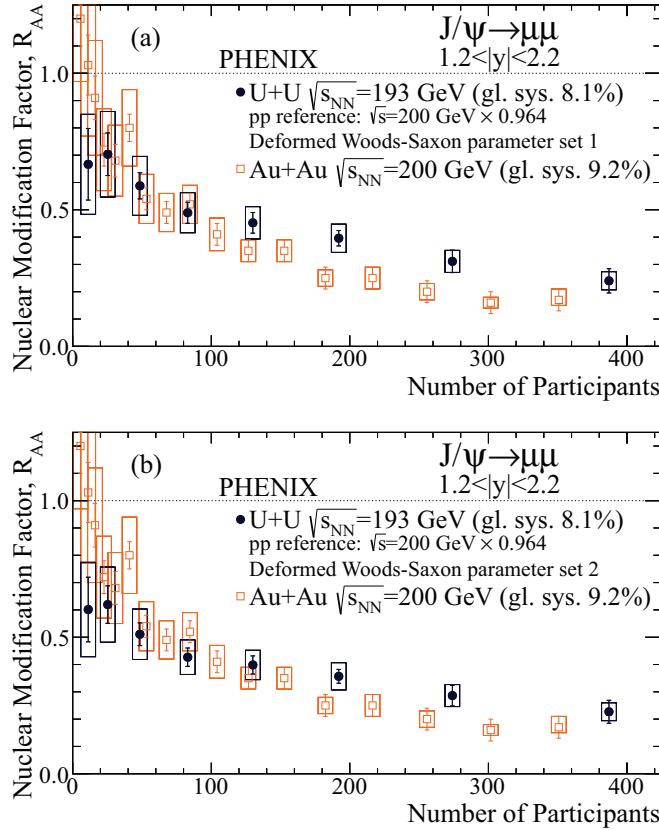 (a)
J/ψ→μμ
1.2<|y|<2.2
PHENIX
U+U √sNN=193 GeV (gl. sys. 8.1%)
pp reference: √s=200 GeV × 0.964
Deformed Woods-Saxon parameter set 1
Au+Au √sNN=200 GeV (gl. sys. 9.2%)
Nuclear Modification Factor, RAA
1.0
0.5
0.0
100 200 300 400
Number of Participants
(b)
J/ψ→μμ
1.2<|y|<2.2
PHENIX
U+U √sNN=193 GeV (gl. sys. 8.1%)
pp reference: √s=200 GeV × 0.964
Deformed Woods-Saxon parameter set 2
Au+Au √sNN=200 GeV (gl. sys. 9.2%)
Nuclear Modification Factor, RAA
1.0
0.5
0.0
0 100 200 300 400
Number of Participants